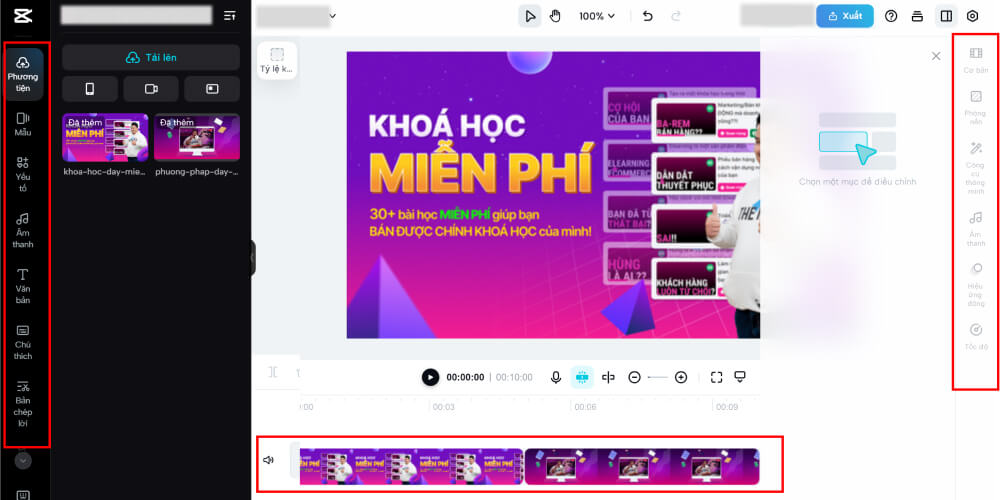 Phương
tiện
Mẫu
Yếu
tố
Âm
thanh
Văn
bản
Chú
thích
Bản
chép
lời
Tải lên
Đã thêm
khoa-hoc-day-mie...
Đã thêm
phuong-phap-day-...
100%
Xuất
Tỷ lệ k...
KHOÁ HỌC
MIỄN PHÍ
30+ bài học MIỄN PHÍ giúp bạn
BÁN ĐƯỢC CHÍNH KHOÁ HỌC của mình!
CƠ HỘI
CỦA BẠN
BA-REM
BÁN HÀNG??
ELEARNING
DẪN DẮT
THUYẾT PHỤC
BẠN ĐÃ TỪ
THẤT BẠI?
SAI!!
HÙNG
LÀ AI??
KHÁCH HÀNG
LUÔN TỪ CHỐI?
Chọn một mục để điều chỉnh
Cơ bản
Phông
nền
Công
cụ
thông
minh
Âm
thanh
Hiệu
ứng
động
Tốc độ
00:00:00 | 00:10:00
00:03
00:06
00:09